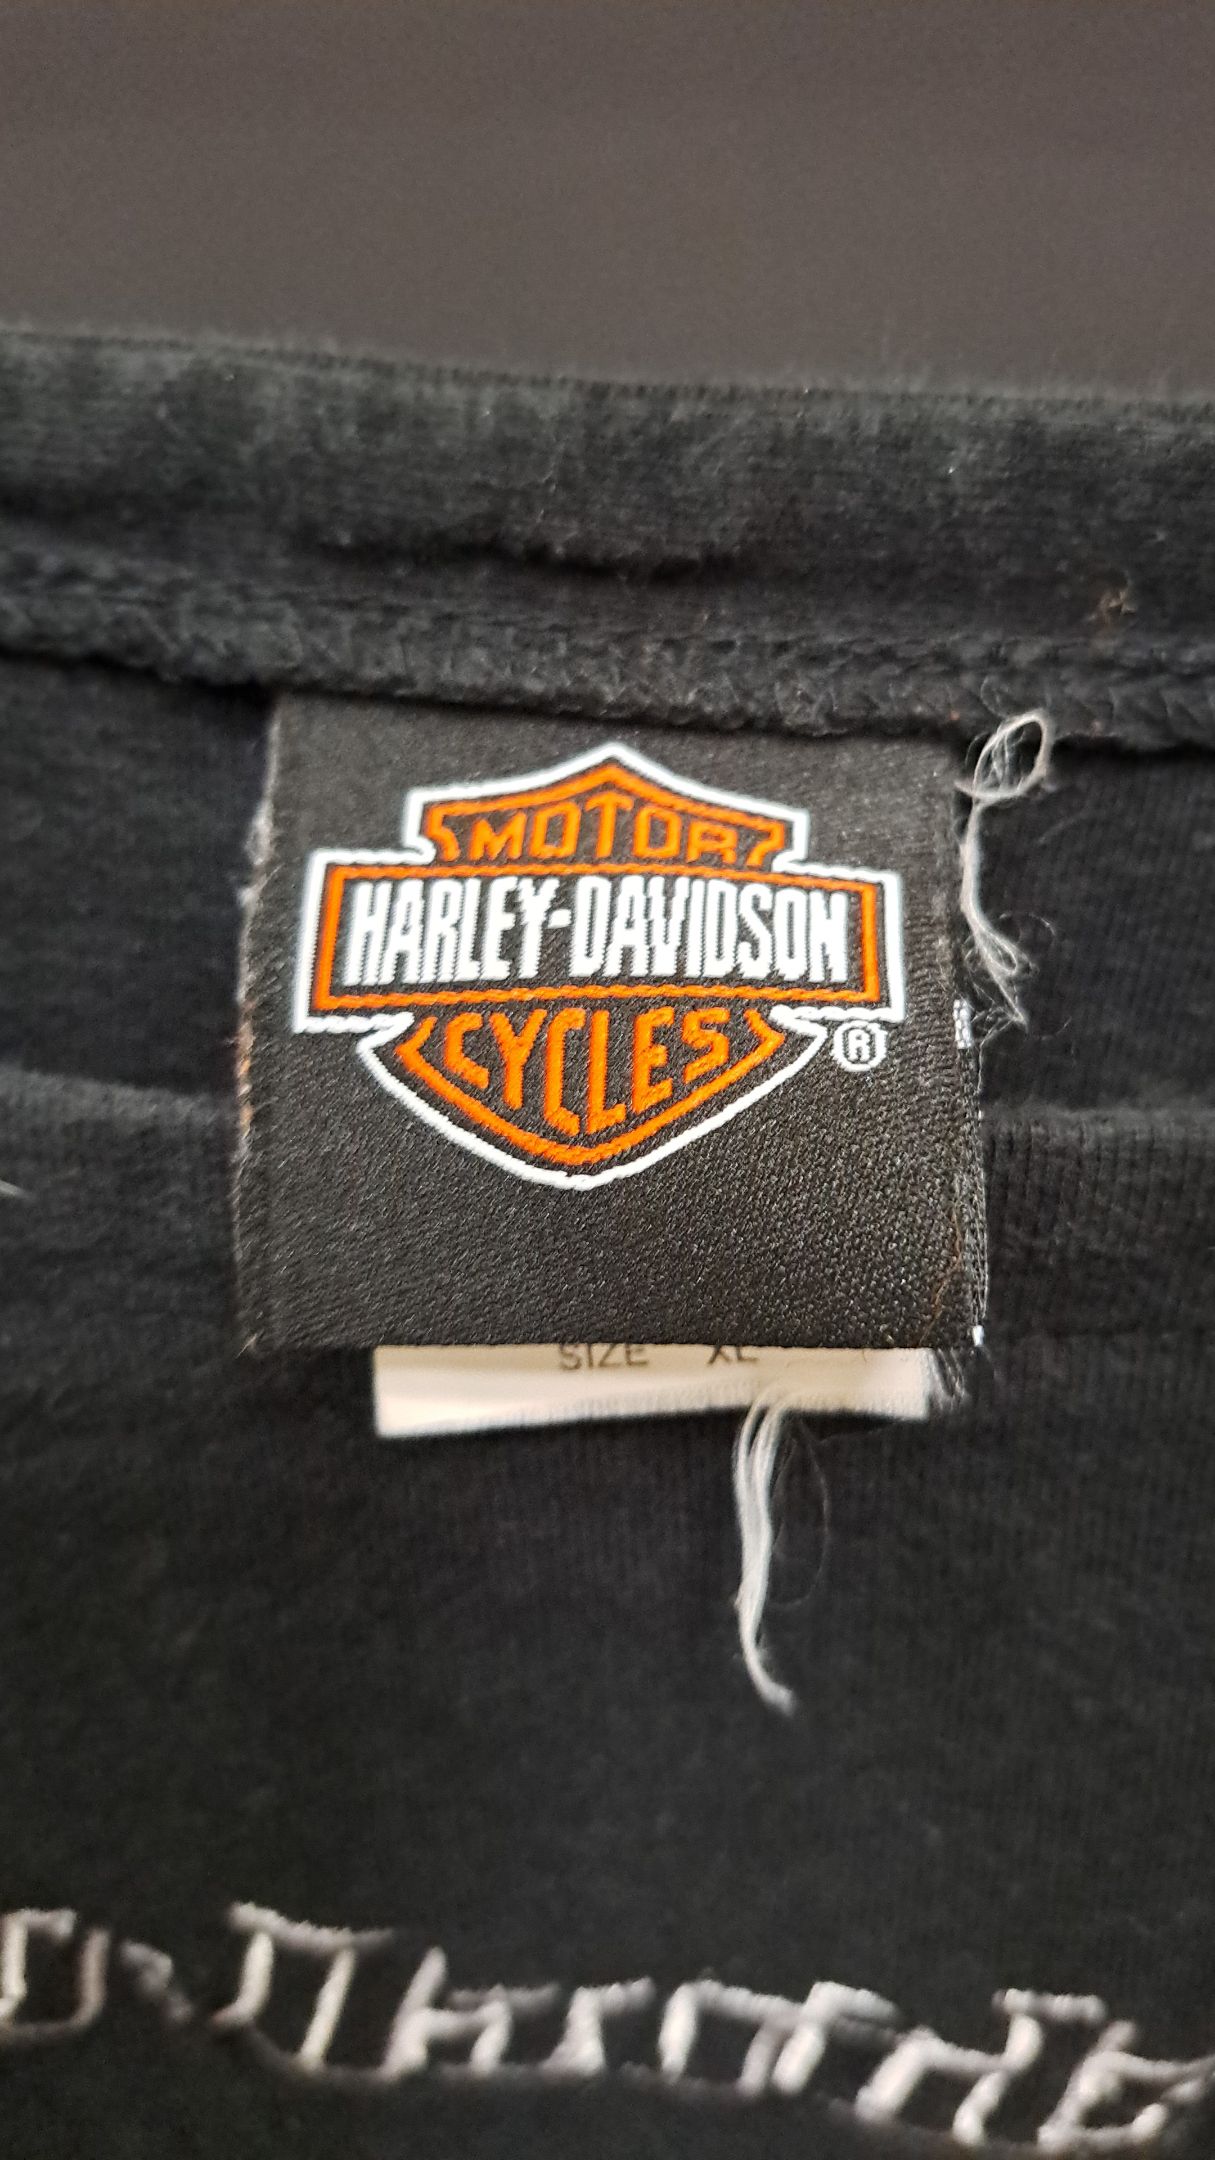 MOTOR
HARLEY-DAVIDSON
CYCLES
®
SIZE XL